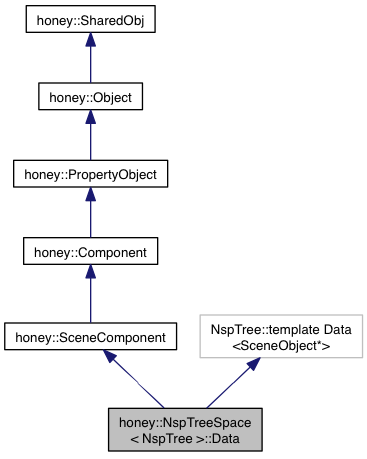 honey::SharedObj
honey::Object
honey::PropertyObject
honey::Component
honey::SceneComponent
NspTree::template Data
<SceneObject*>
honey::NspTreeSpace
< NspTree >::Data